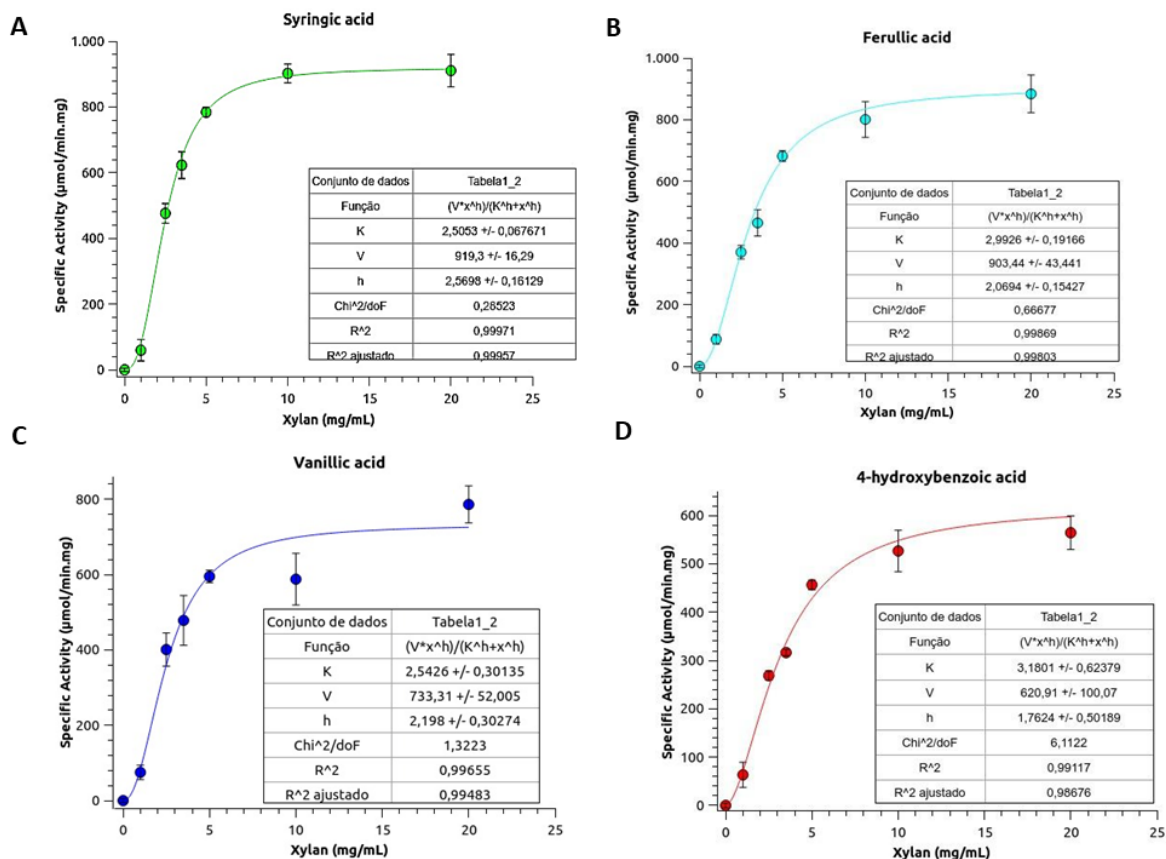 A
Syringic acid
1.000
800
600
400
200
0
Specific Activity (µmol/min.mg)
Conjunto de dados Tabela1_2
Função (V*x^h)/(K^h+x^h)
K 2,5053 +/- 0,067671
V 919,3 +/- 16,29
h 2,5698 +/- 0,16129
Chi^2/doF 0,26523
R^2 0,99971
R^2 ajustado 0,99957
0 5 10 15 20 25
Xylan (mg/mL)
B
Ferullic acid
1.000
800
600
400
200
0
Specific Activity (µmol/min.mg)
Conjunto de dados Tabela1_2
Função (V*x^h)/(K^h+x^h)
K 2,9926 +/- 0,19166
V 903,44 +/- 43,441
h 2,0694 +/- 0,15427
Chi^2/doF 0,66677
R^2 0,99869
R^2 ajustado 0,99803
0 5 10 15 20 25
Xylan (mg/mL)
C
Vanillic acid
800
600
400
200
0
Specific Activity (µmol/min.mg)
Conjunto de dados Tabela1_2
Função (V*x^h)/(K^h+x^h)
K 2,5426 +/- 0,30135
V 733,31 +/- 52,005
h 2,198 +/- 0,30274
Chi^2/doF 1,3223
R^2 0,99655
R^2 ajustado 0,99483
0 5 10 15 20 25
Xylan (mg/mL)
D
4-hydroxybenzoic acid
600
500
400
300
200
100
0
Specific Activity (µmol/min.mg)
Conjunto de dados Tabela1_2
Função (V*x^h)/(K^h+x^h)
K 3,1801 +/- 0,62379
V 620,91 +/- 100,07
h 1,7624 +/- 0,50189
Chi^2/doF 6,1122
R^2 0,99117
R^2 ajustado 0,98676
0 5 10 15 20 25
Xylan (mg/mL)